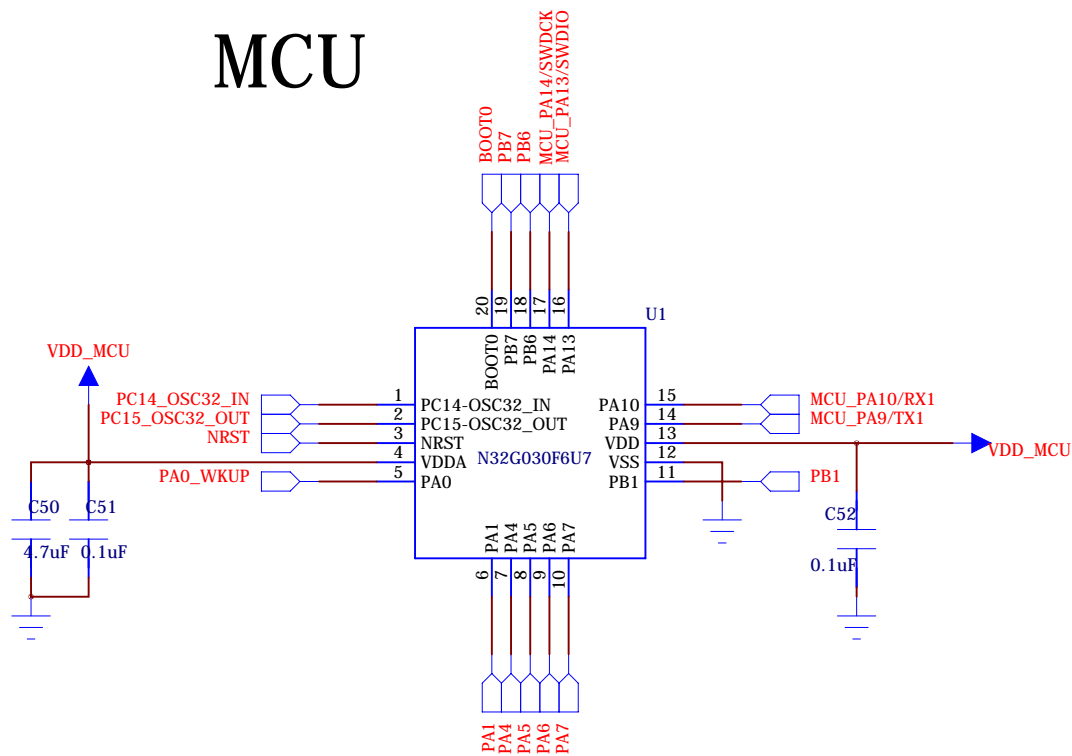 MCU
BOOT0
PB7
PB6
MCU_PA14/SWDCK
MCU_PA13/SWDIO
20
19
18
17
16
U1
BOOT0
PB7
PB6
PA14
PA13
VDD_MCU
PC14_OSC32_IN
PC15_OSC32_OUT
NRST
PA0_WKUP
1
2
3
4
5
PC14-OSC32_IN
PC15-OSC32_OUT
NRST
VDDA
PA0
N32G030F6U7
PA10
PA9
VDD
VSS
PB1
15
14
13
12
11
MCU_PA10/RX1
MCU_PA9/TX1
VDD_MCU
PB1
C50
4.7uF
C51
0.1uF
C52
0.1uF
PA1
PA4
PA5
PA6
PA7
6
7
8
9
10
PA1
PA4
PA5
PA6
PA7